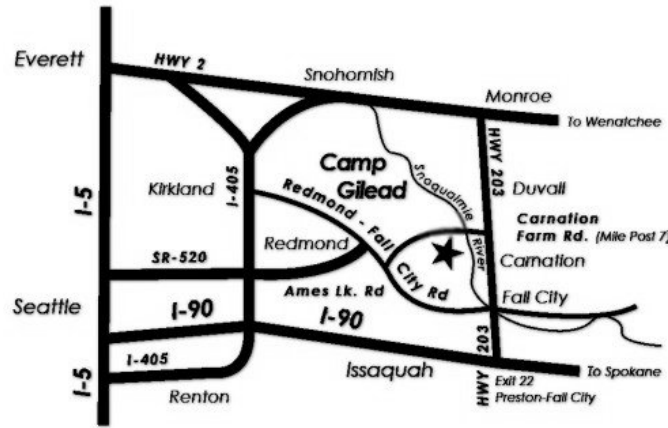 Everett
HWY 2
Snohomish
Monroe
To Wenatchee
HWY 203
I-5
Kirkland
I-405
Camp
Gilead
Snoqualmie
River
Duvall
Redmond - Fall
City Rd
Carnation
Farm Rd. (Mile Post 7)
Redmond
Carnation
SR-520
Ames Lk. Rd
Fall City
Seattle
I-90
I-90
I-405
Issaquah
HWY 203
To Spokane
Exit 22
Preston-Fall City
I-5
Renton